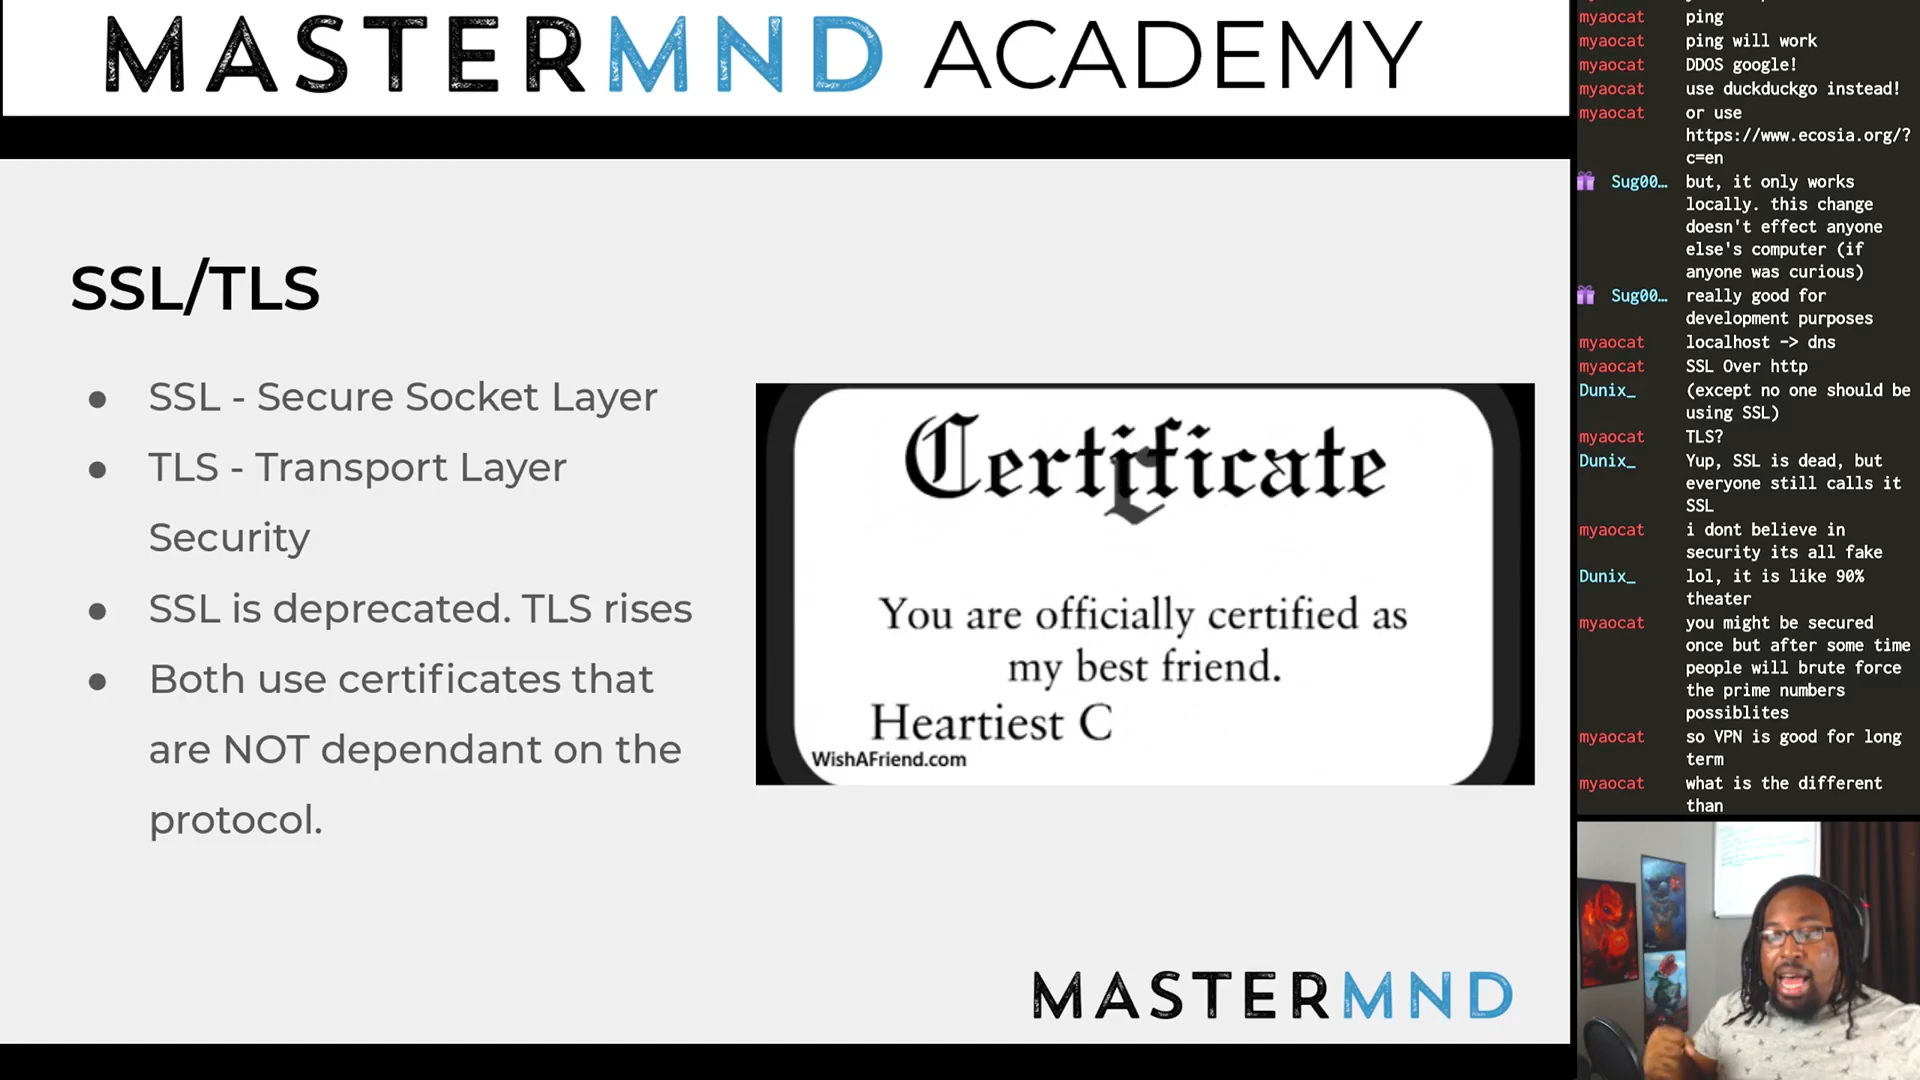 MASTERMND ACADEMY
SSL/TLS
● SSL - Secure Socket Layer
● TLS - Transport Layer
Security
● SSL is deprecated. TLS rises
● Both use certificates that
are NOT dependant on the
protocol.
Certificate
You are officially certified as
my best friend.
Heartiest C
WishAFriend.com
MASTERMND
myaocat ping
myaocat ping will work
myaocat DDOS google!
myaocat use duckduckgo instead!
myaocat or use
https://www.ecosia.org/?
c=en
Sug00… but, it only works
locally. this change
doesn't effect anyone
else's computer (if
anyone was curious)
Sug00… really good for
development purposes
myaocat localhost -> dns
myaocat SSL Over http
Dunix_ (except no one should be
using SSL)
myaocat TLS?
Dunix_ Yup, SSL is dead, but
everyone still calls it
SSL
myaocat i dont believe in
security its all fake
Dunix_ lol, it is like 90%
theater
myaocat you might be secured
once but after some time
people will brute force
the prime numbers
possiblites
myaocat so VPN is good for long
term
myaocat what is the different
than